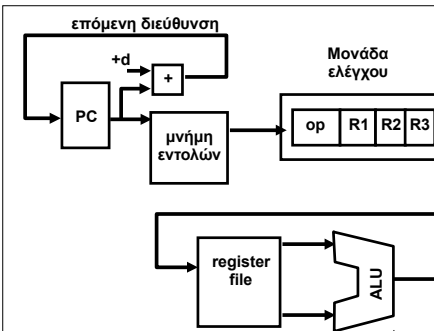 επόμενη διεύθυνση
+d
+
PC
μνήμη
εντολών
Μονάδα
ελέγχου
op R1 R2 R3
register
file
ALU